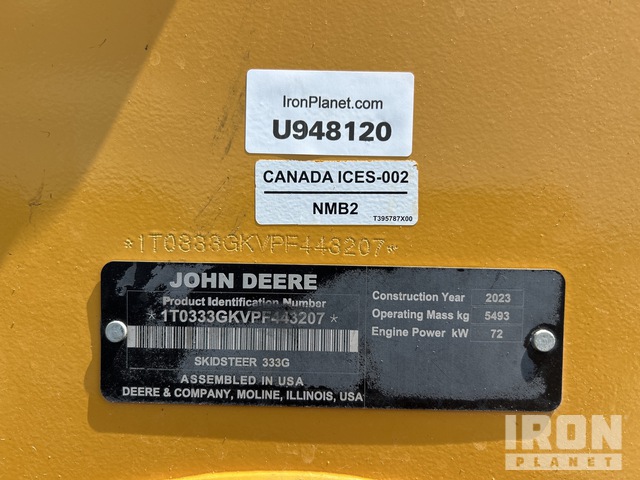 IronPlanet.com
U948120
CANADA ICES-002
NMB2
T395787X00
*1T0333GKVPF443207*
JOHN DEERE
Product Identification Number
*1T0333GKVPF443207*
SKIDSTEER 333G
ASSEMBLED IN USA
DEERE & COMPANY, MOLINE, ILLINOIS, USA
Construction Year 2023
Operating Mass kg 5493
Engine Power kW 72
IRON
PLANET